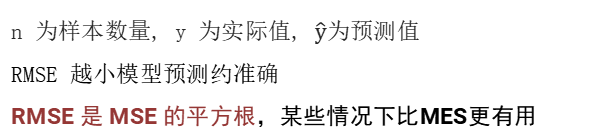 n 为样本数量, y 为实际值, ŷ为预测值
RMSE 越小模型预测约准确
RMSE 是 MSE 的平方根，某些情况下比MES更有用